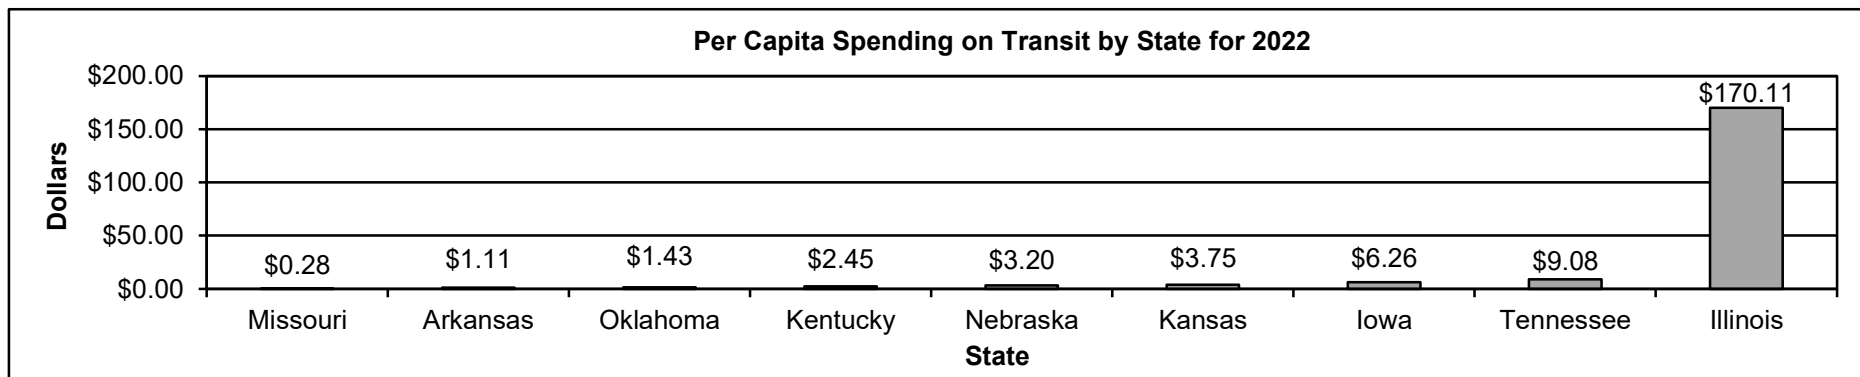 Per Capita Spending on Transit by State for 2022
Dollars
$200.00
$150.00
$100.00
$50.00
$0.00
$0.28 $1.11 $1.43 $2.45 $3.20 $3.75 $6.26 $9.08 $170.11
Missouri Arkansas Oklahoma Kentucky Nebraska Kansas Iowa Tennessee Illinois
State